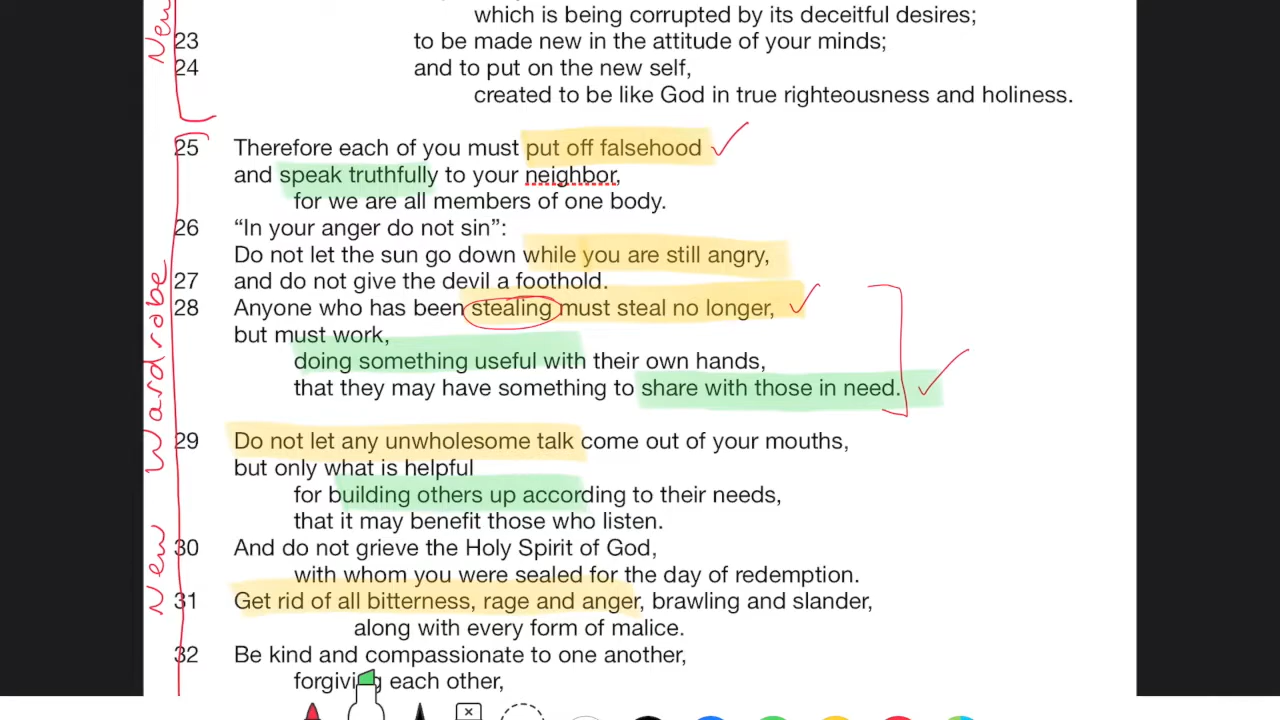 which is being corrupted by its deceitful desires;
23 to be made new in the attitude of your minds;
24 and to put on the new self,
created to be like God in true righteousness and holiness.
25 Therefore each of you must put off falsehood
and speak truthfully to your neighbor,
for we are all members of one body.
26 “In your anger do not sin”:
Do not let the sun go down while you are still angry,
27 and do not give the devil a foothold.
28 Anyone who has been stealing must steal no longer,
but must work,
doing something useful with their own hands,
that they may have something to share with those in need.
29 Do not let any unwholesome talk come out of your mouths,
but only what is helpful
for building others up according to their needs,
that it may benefit those who listen.
30 And do not grieve the Holy Spirit of God,
with whom you were sealed for the day of redemption.
31 Get rid of all bitterness, rage and anger, brawling and slander,
along with every form of malice.
32 Be kind and compassionate to one another,
forgiving each other,
New
New Wardrobe